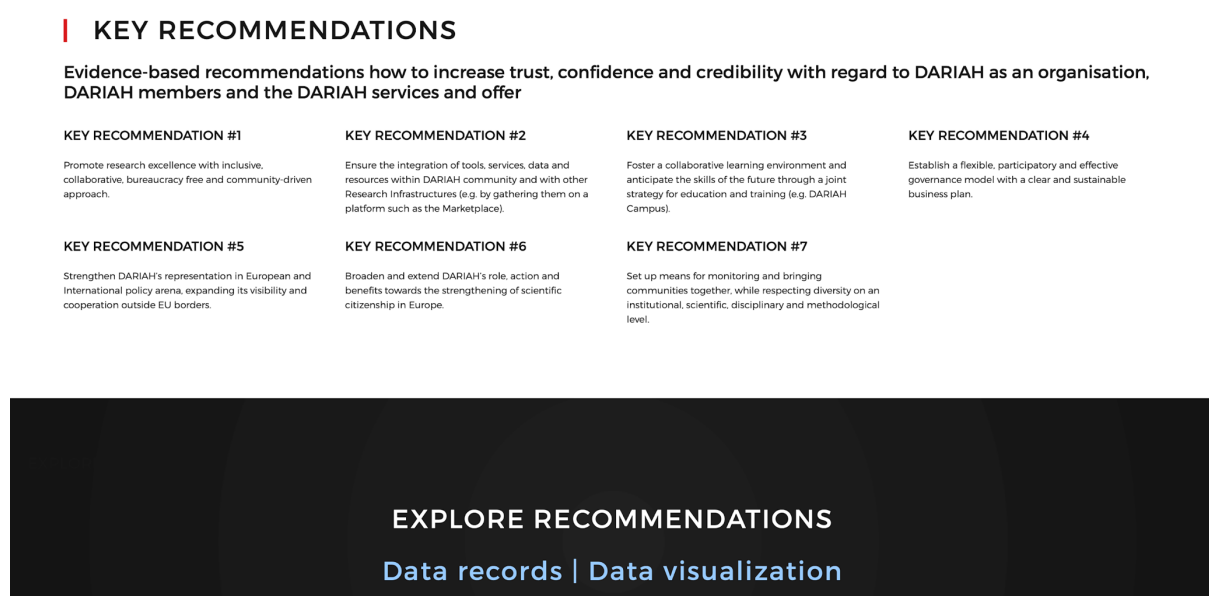 KEY RECOMMENDATIONS
Evidence-based recommendations how to increase trust, confidence and credibility with regard to DARIAH as an organisation,
DARIAH members and the DARIAH services and offer
KEY RECOMMENDATION #1
Promote research excellence with inclusive,
collaborative, bureaucracy free and community-driven
approach.
KEY RECOMMENDATION #2
Ensure the integration of tools, services, data and
resources within DARIAH community and with other
Research Infrastructures (e.g. by gathering them on a
platform such as the Marketplace).
KEY RECOMMENDATION #3
Foster a collaborative learning environment and
anticipate the skills of the future through a joint
strategy for education and training (e.g. DARIAH
Campus).
KEY RECOMMENDATION #4
Establish a flexible, participatory and effective
governance model with a clear and sustainable
business plan.
KEY RECOMMENDATION #5
Strengthen DARIAH's representation in European and
International policy arena, expanding its visibility and
cooperation outside EU borders.
KEY RECOMMENDATION #6
Broaden and extend DARIAH's role, action and
benefits towards the strengthening of scientific
citizenship in Europe.
KEY RECOMMENDATION #7
Set up means for monitoring and bringing
communities together, while respecting diversity on an
institutional, scientific, disciplinary and methodological
level.
EXPLORE RECOMMENDATIONS
Data records | Data visualization